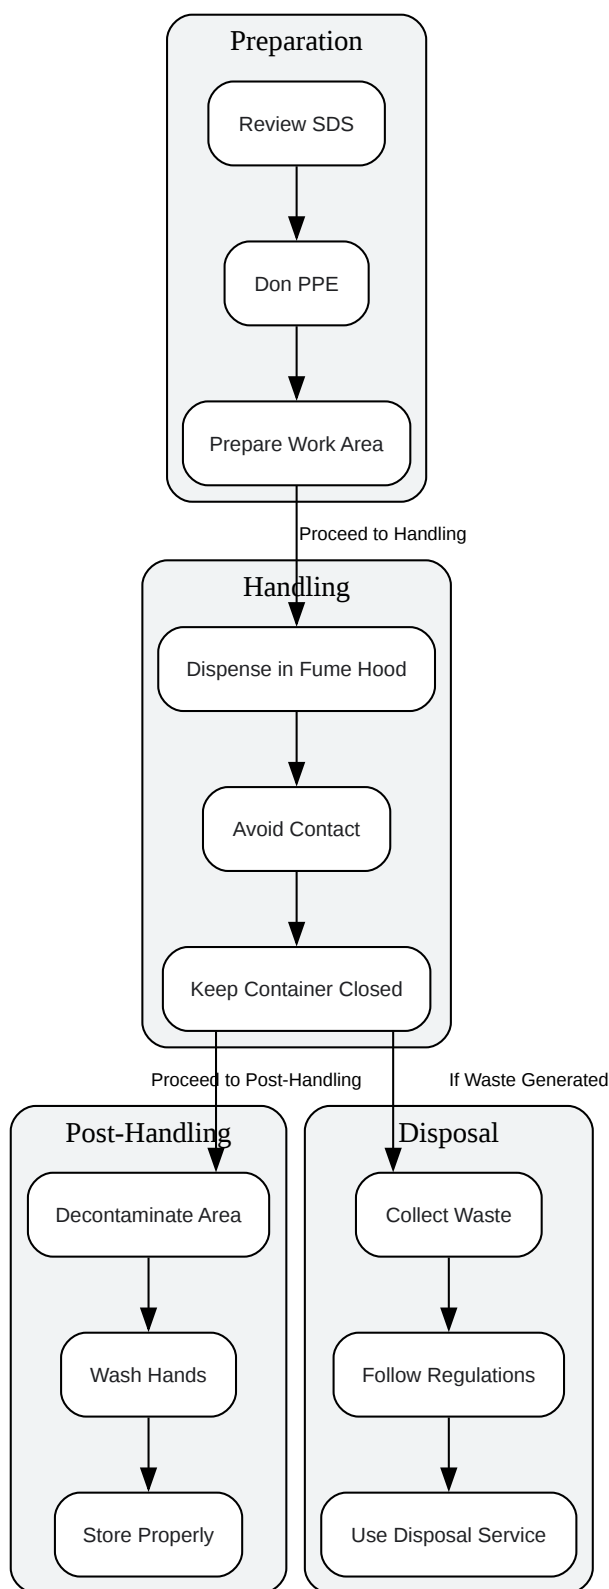 Preparation
Review SDS
Don PPE
Prepare Work Area
Proceed to Handling
Handling
Dispense in Fume Hood
Avoid Contact
Keep Container Closed
Proceed to Post-Handling
If Waste Generated
Post-Handling
Decontaminate Area
Wash Hands
Store Properly
Disposal
Collect Waste
Follow Regulations
Use Disposal Service